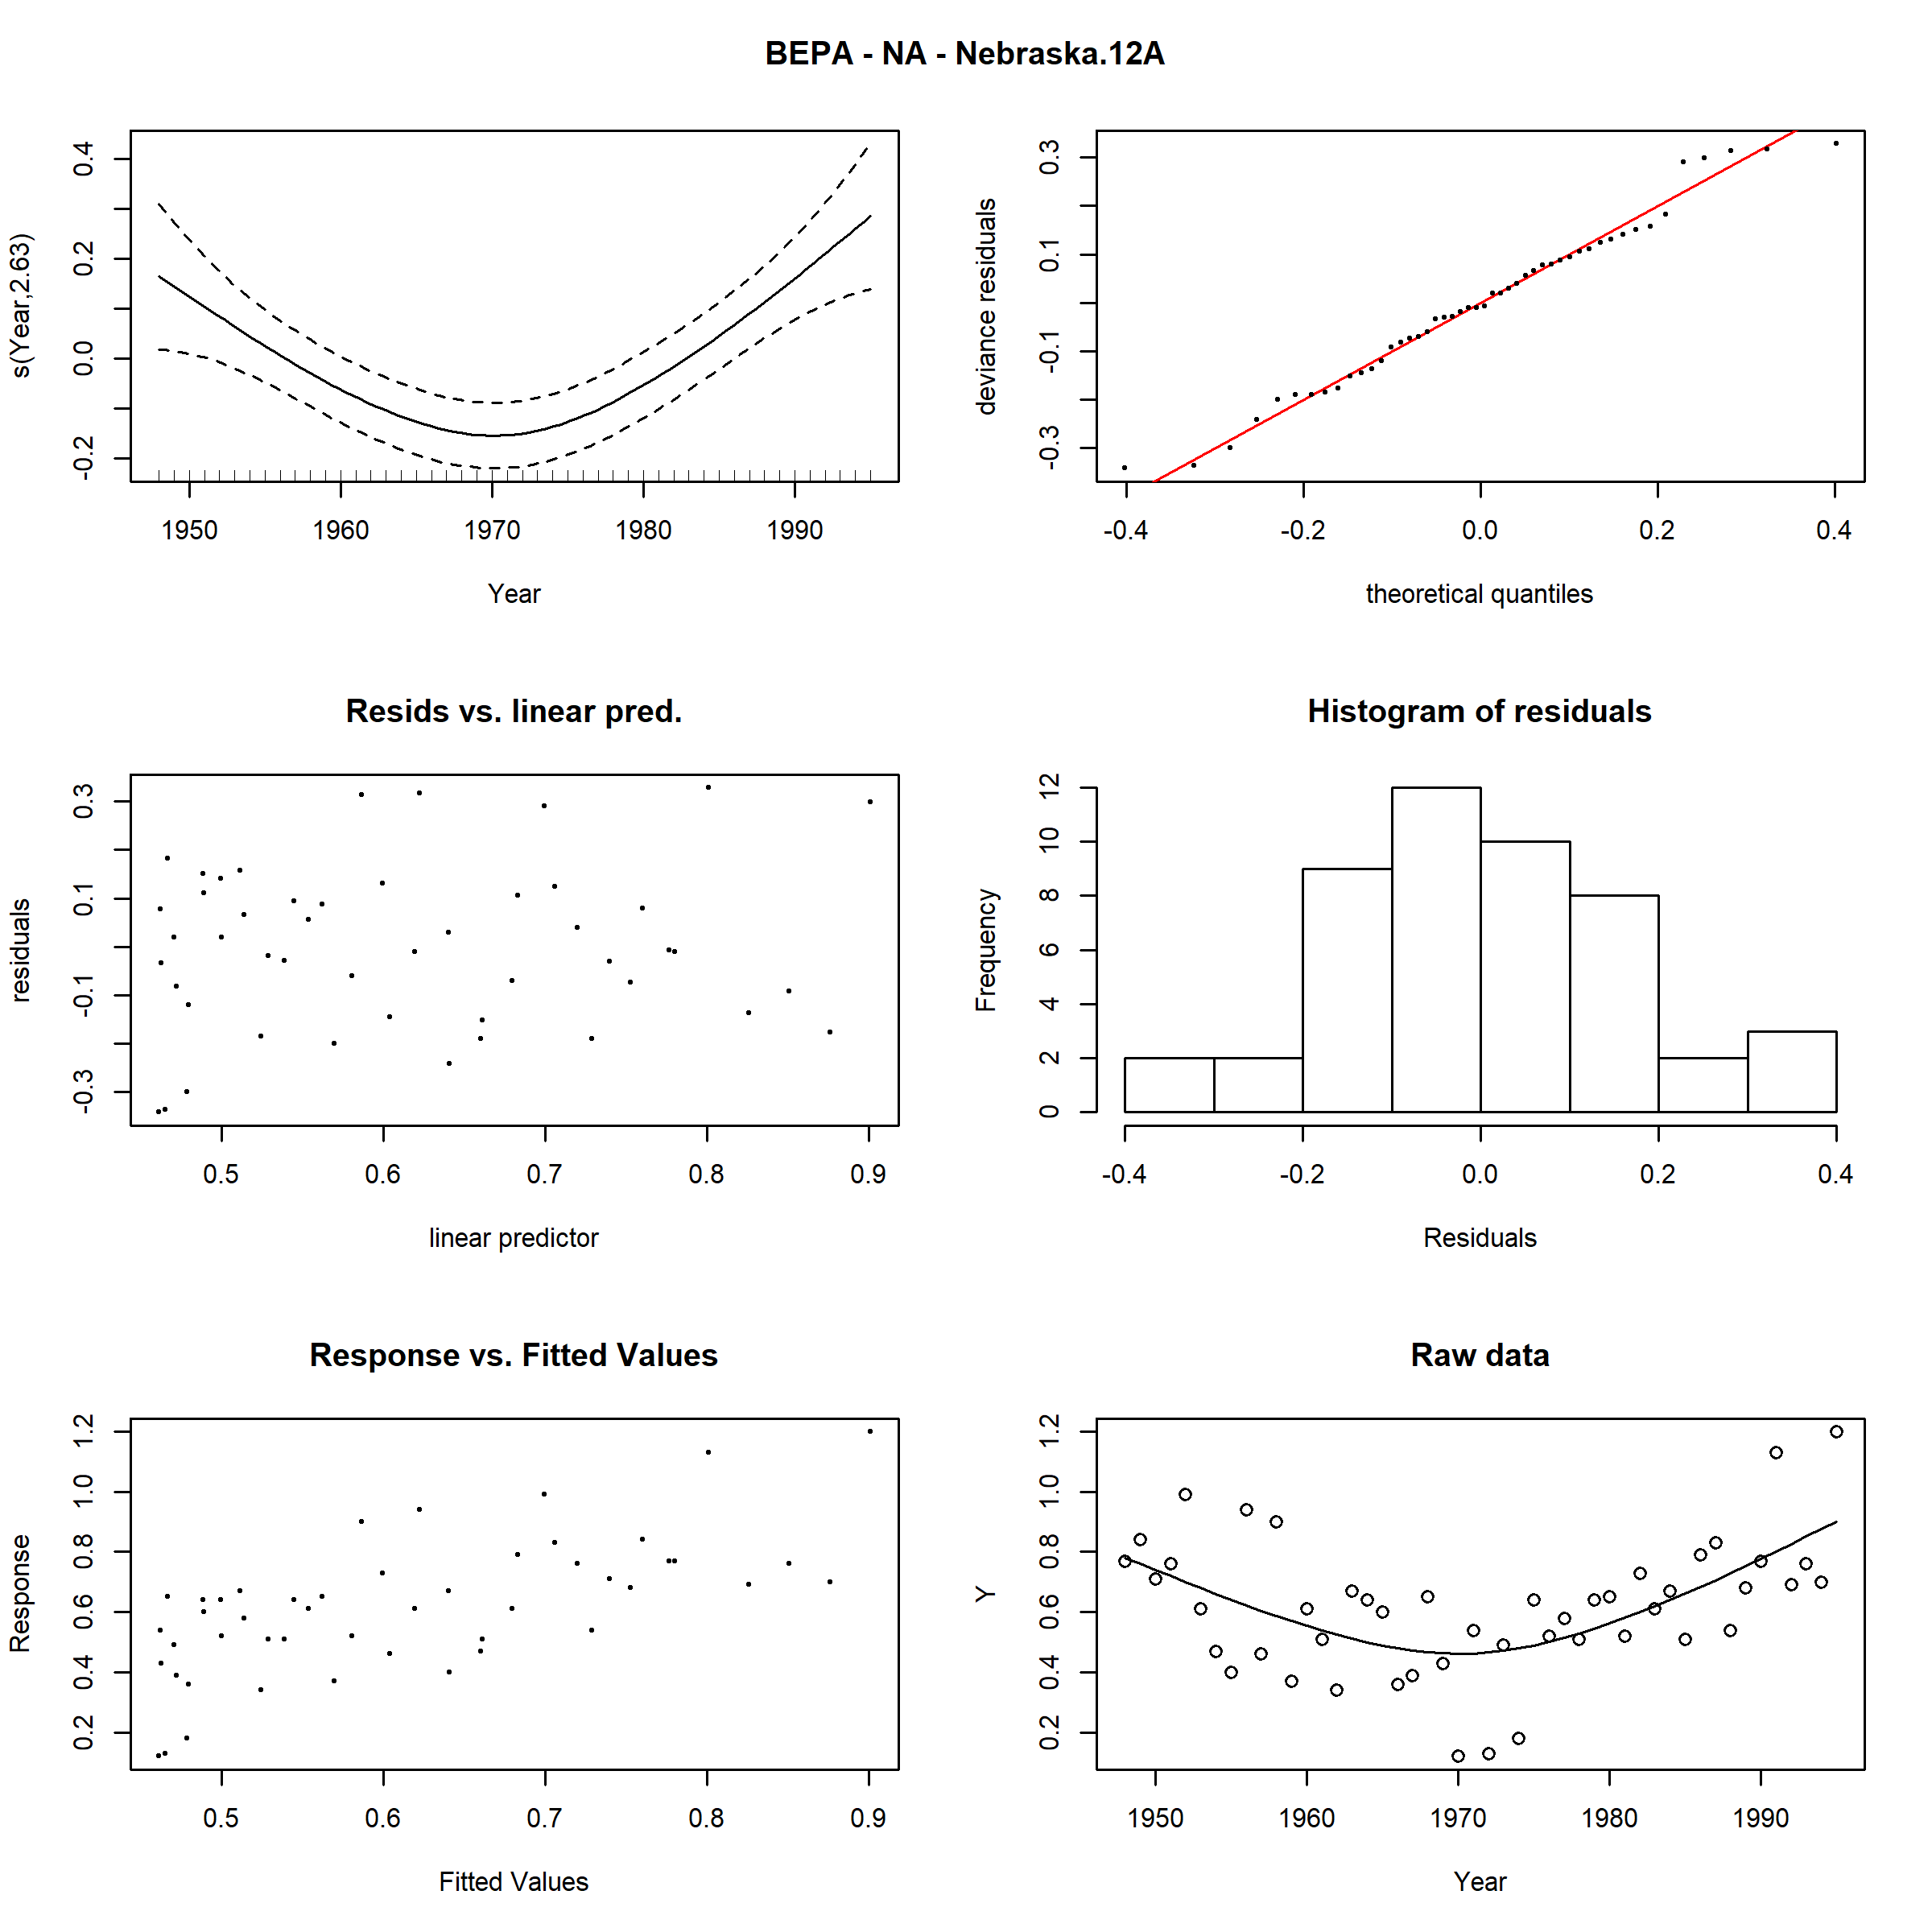 BEPA - NA - Nebraska.12A
s(Year,2.63)
-0.2 0.0 0.2 0.4
1950 1960 1970 1980 1990
Year
deviance residuals
-0.3 -0.1 0.1 0.3
-0.4 -0.2 0.0 0.2 0.4
theoretical quantiles
Resids vs. linear pred.
residuals
-0.3 -0.1 0.1 0.3
0.5 0.6 0.7 0.8 0.9
linear predictor
Histogram of residuals
Frequency
0 2 4 6 8 10 12
-0.4 -0.2 0.0 0.2 0.4
Residuals
Response vs. Fitted Values
Response
0.2 0.4 0.6 0.8 1.0 1.2
0.5 0.6 0.7 0.8 0.9
Fitted Values
Raw data
Y
0.2 0.4 0.6 0.8 1.0 1.2
1950 1960 1970 1980 1990
Year